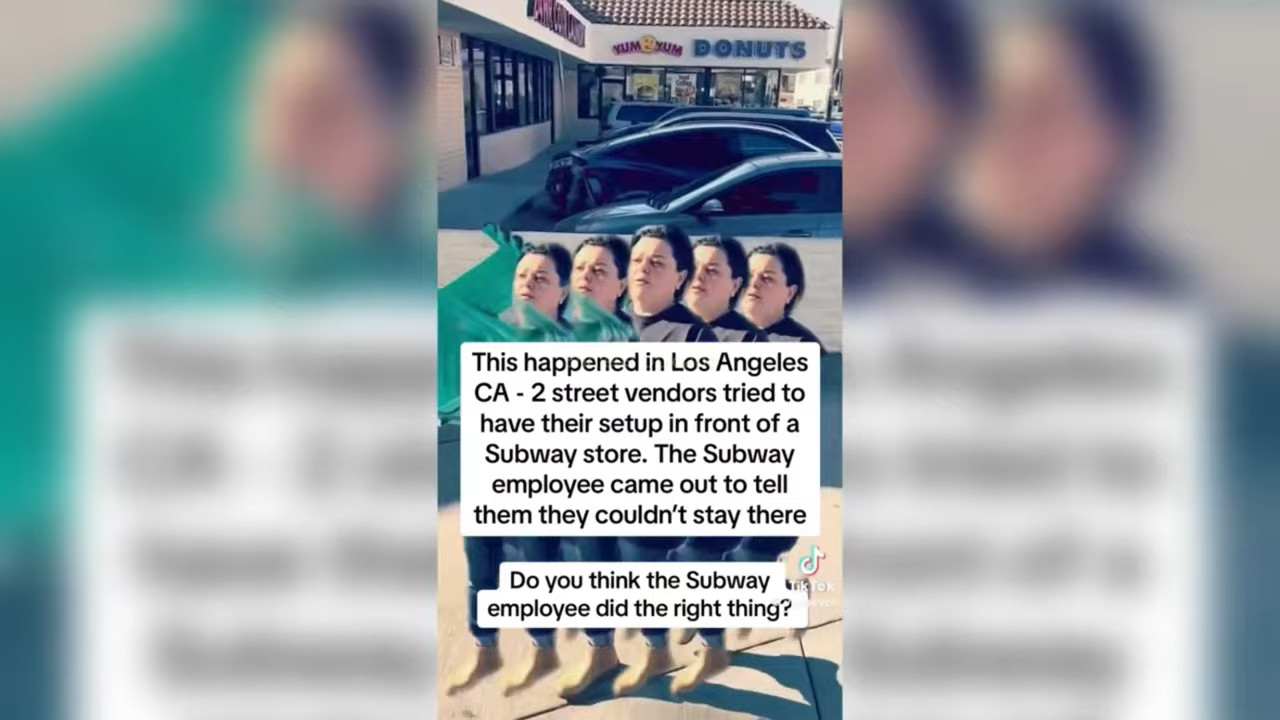 YUM YUM DONUTS
This happened in Los Angeles
CA - 2 street vendors tried to
have their setup in front of a
Subway store. The Subway
employee came out to tell
them they couldn't stay there
Do you think the Subway
employee did the right thing?
TikTok